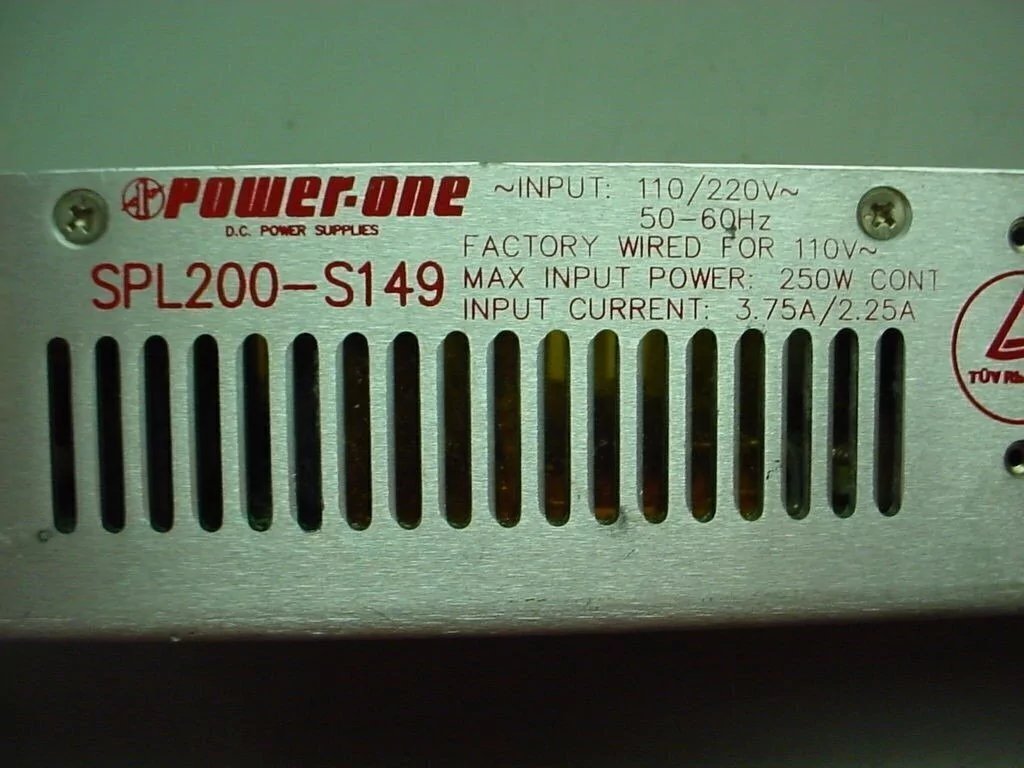 POWER-ONE
D.C. POWER SUPPLIES
SPL200-S149
~INPUT: 110/220V~
50-60Hz
FACTORY WIRED FOR 110V~
MAX INPUT POWER: 250W CONT
INPUT CURRENT: 3.75A/2.25A
TÜV